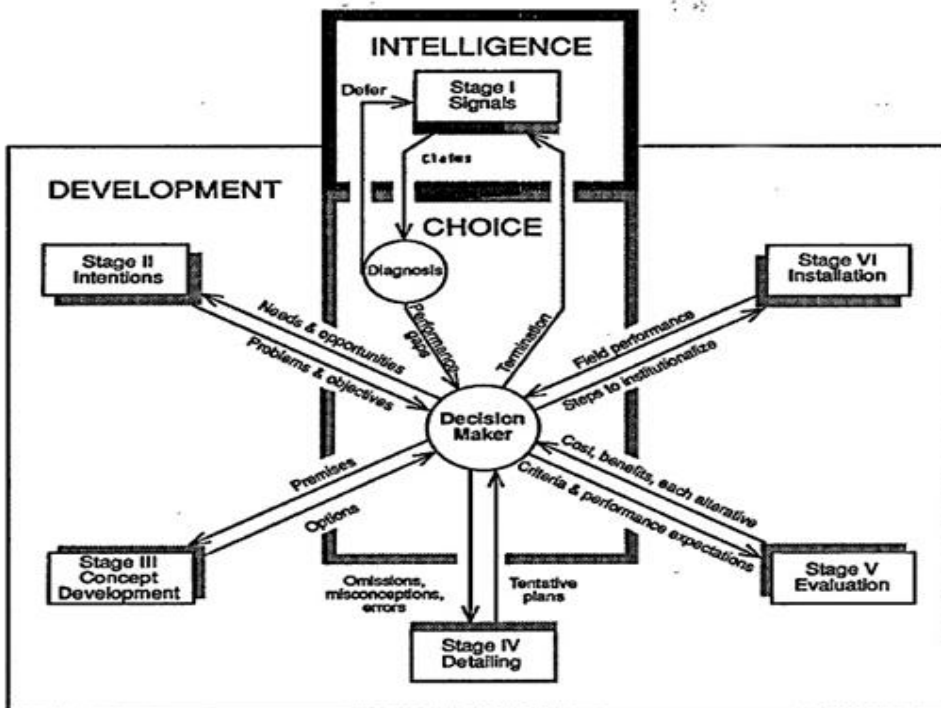 INTELLIGENCE
Defer
Stage I
Signals
Claims
DEVELOPMENT
CHOICE
Stage II
Intentions
Diagnosis
Stage VI
Installation
Needs & opportunities
Problems & objectives
Performance
gaps
Termination
Field performance
Steps to institutionalize
Decision
Maker
Premises
Options
Cost, benefits, each alterative
Criteria & performance expectations
Stage III
Concept
Development
Omissions,
misconceptions,
errors
Tentative
plans
Stage V
Evaluation
Stage IV
Detailing